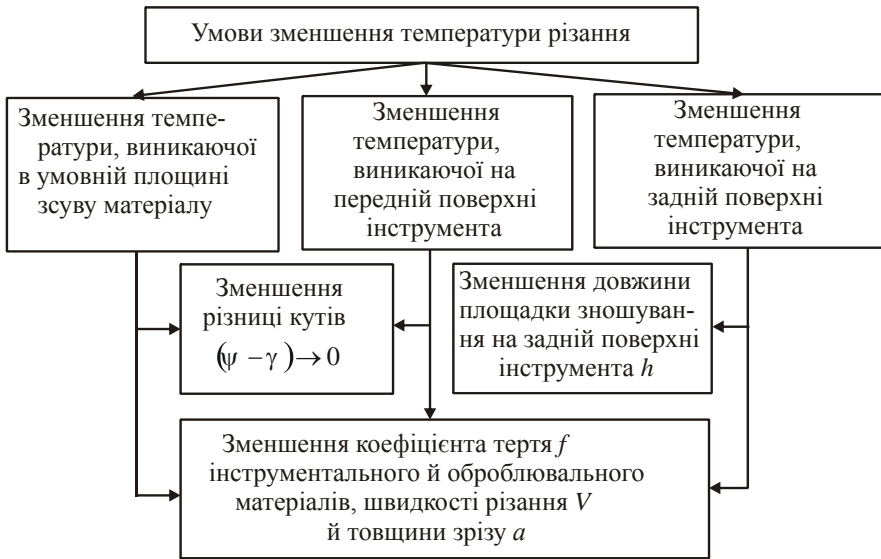 Умови зменшення температури різання
Зменшення темпе-
ратури, виникаючої
в умовній площині
зсуву матеріалу
Зменшення
температури,
виникаючої на
передній поверхні
інструмента
Зменшення
температури,
виникаючої на
задній поверхні
інструмента
Зменшення
різниці кутів
(ψ − γ) → 0
Зменшення довжини
площадки зношуван-
ня на задній поверхні
інструмента h
Зменшення коефіцієнта тертя f
інструментального й оброблювального
матеріалів, швидкості різання V
й товщини зрізу a